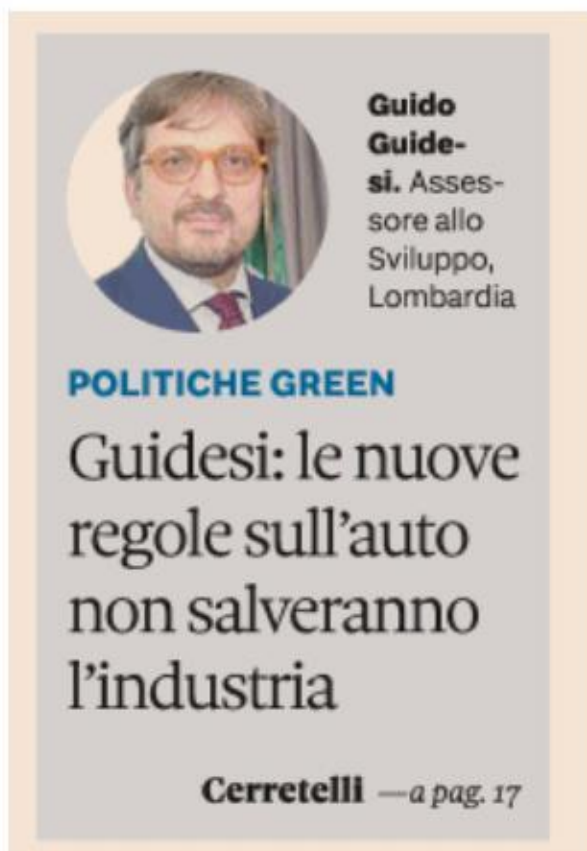 Guido
Guide-
si. Asses-
sore allo
Sviluppo,
Lombardia
POLITICHE GREEN
Guidesi: le nuove
regole sull’auto
non salveranno
l’industria
Cerretelli —a pag. 17